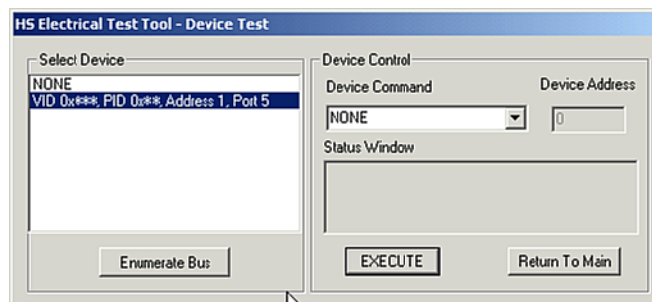 HS Electrical Test Tool - Device Test
Select Device
NONE
VID 0x***, PID 0x**, Address 1, Port 5
Enumerate Bus
Device Control
Device Command
Device Address
NONE
0
Status Window
EXECUTE
Return To Main